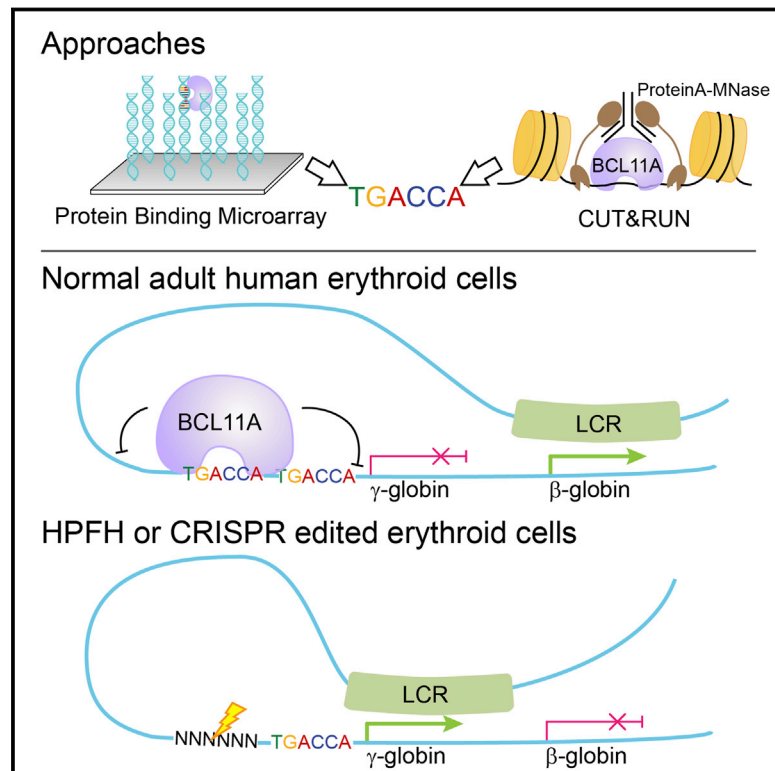 Approaches
ProteinA-MNase
BCL11A
TGACCA
Protein Binding Microarray
CUT&RUN
Normal adult human erythroid cells
BCL11A
LCR
TGACCA TGACCA
γ-globin
β-globin
HPFH or CRISPR edited erythroid cells
LCR
NNNNNN TGACCA
γ-globin
β-globin